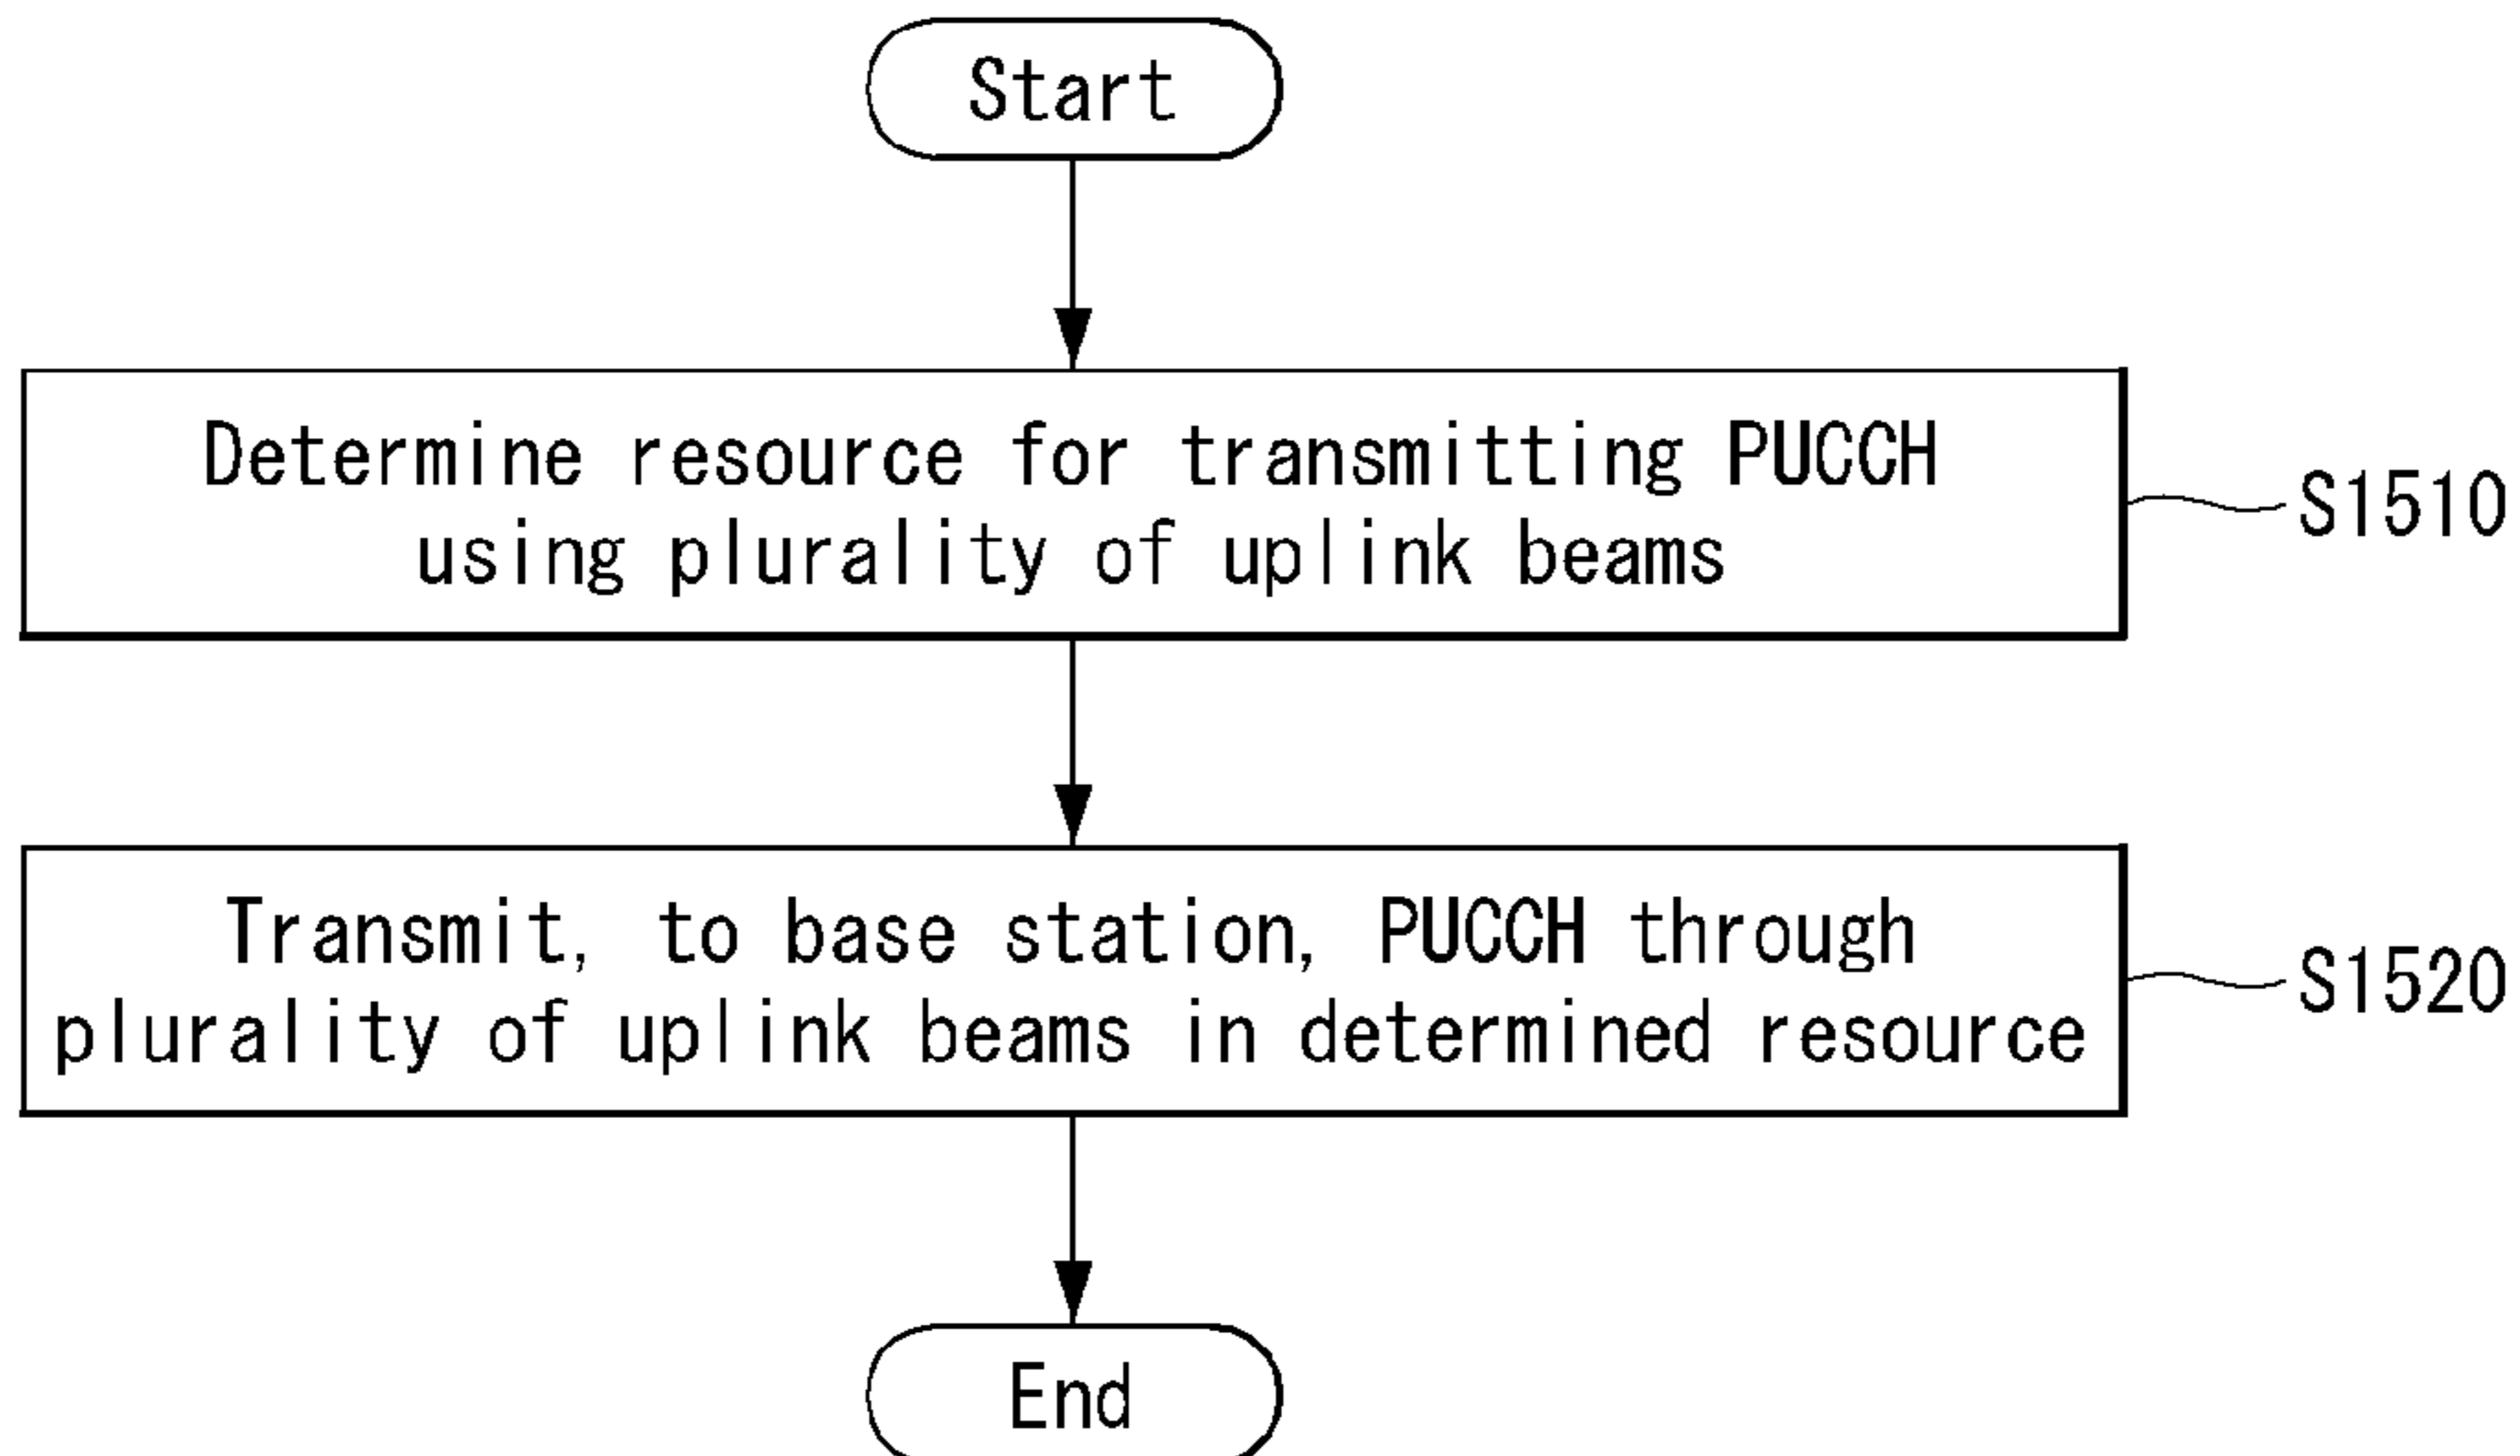 Start
Determine resource for transmitting PUCCH
using plurality of uplink beams
S1510
Transmit, to base station, PUCCH through
plurality of uplink beams in determined resource
S1520
End